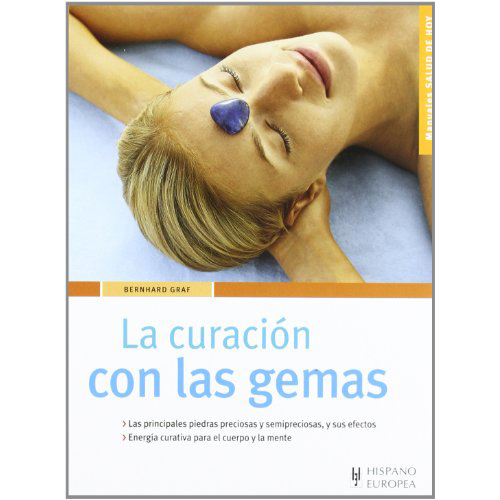 Manuales SALUD DE HOY
BERNHARD GRAF
La curación
con las gemas
> Las principales piedras preciosas y semipreciosas, y sus efectos
> Energía curativa para el cuerpo y la mente
HISPANO
EUROPEA